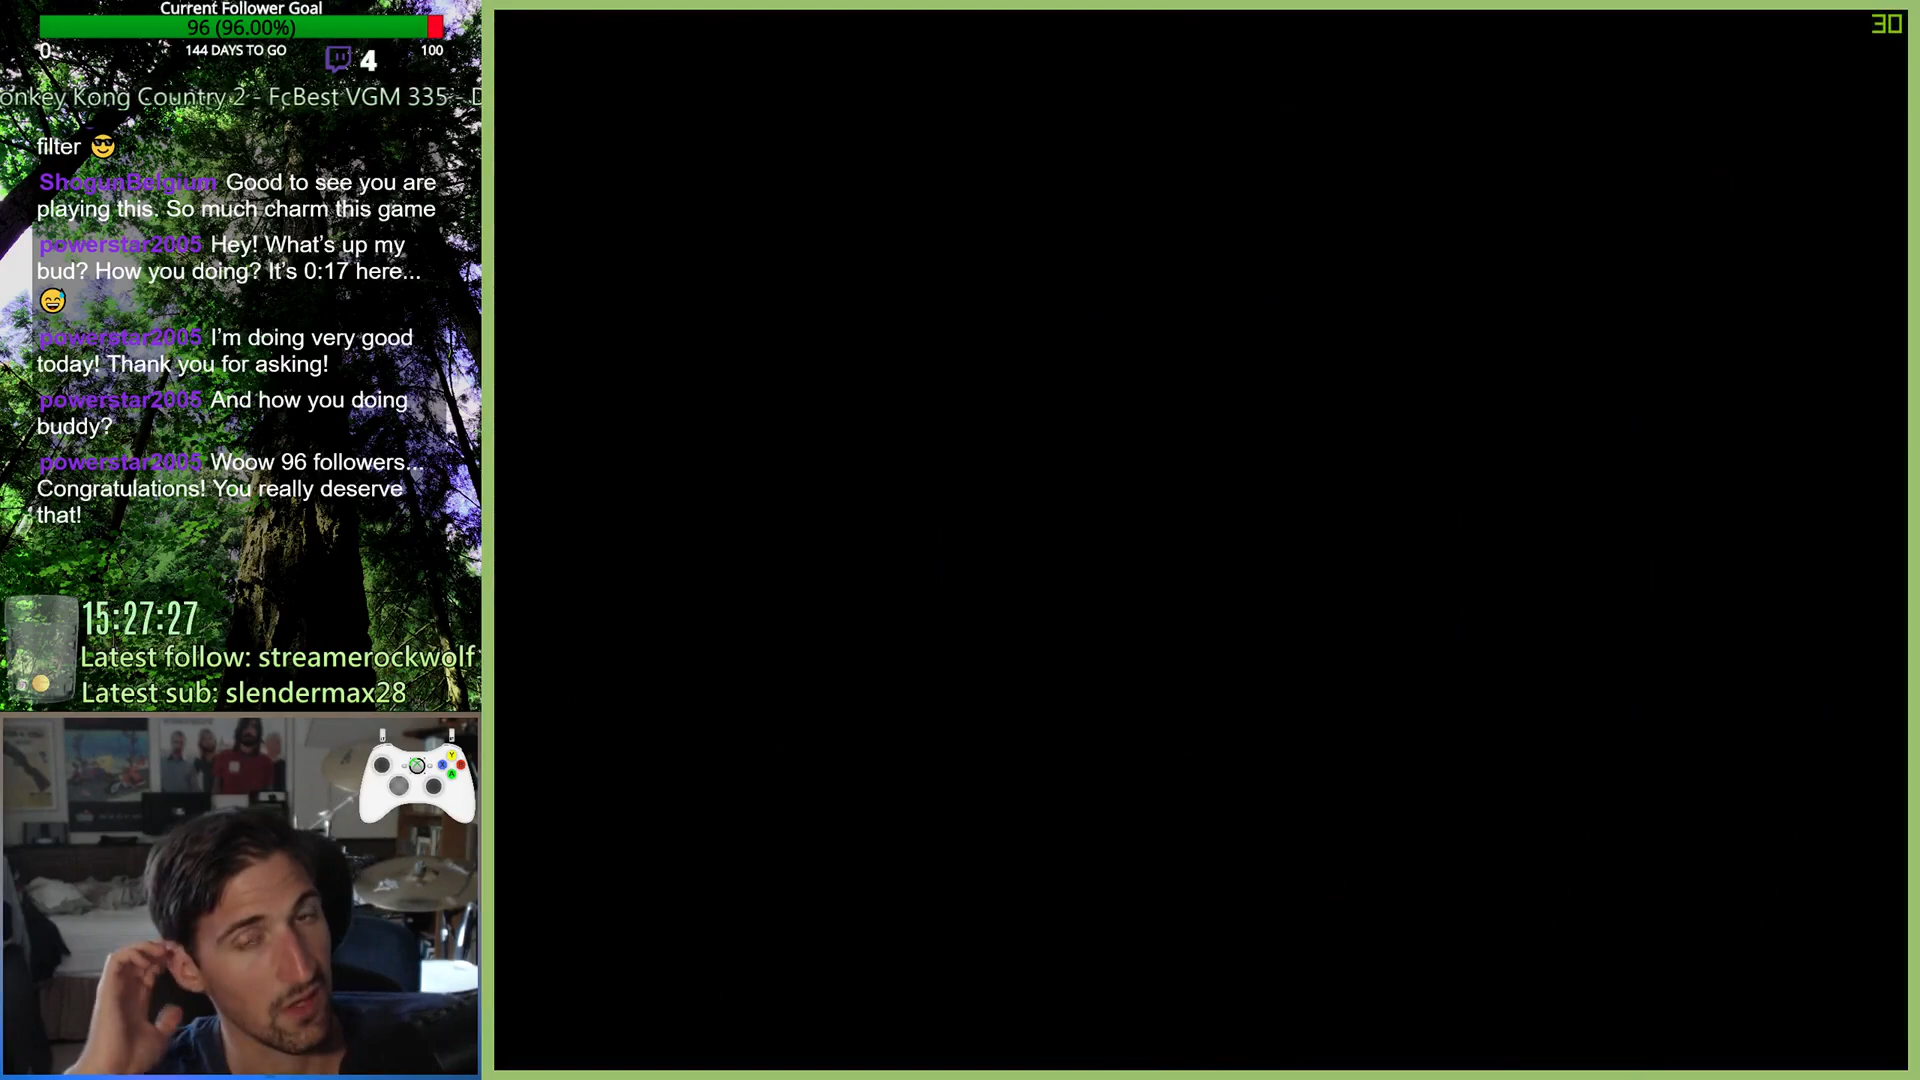 Current Follower Goal
96 (96.00%)
0
144 DAYS TO GO
100
4
onkey Kong Country 2 - FcBest VGM 335 - D
filter 😎
ShogunBelgium Good to see you are
playing this. So much charm this game
powerstar2005 Hey! What's up my
bud? How you doing? It's 0:17 here...
😅
powerstar2005 I'm doing very good
today! Thank you for asking!
powerstar2005 And how you doing
buddy?
powerstar2005 Woow 96 followers...
Congratulations! You really deserve
that!
15:27:27
Latest follow: streamerockwolf
Latest sub: slendermax28
Y
X
B
A
30